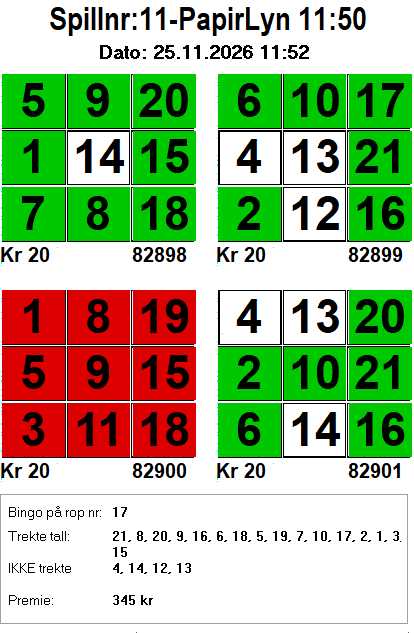 Spillnr:11-PapirLyn 11:50
Dato: 25.11.2026 11:52
5 9 20
1 14 15
7 8 18
Kr 20 82898
6 10 17
4 13 21
2 12 16
Kr 20 82899
1 8 19
5 9 15
3 11 18
Kr 20 82900
4 13 20
2 10 21
6 14 16
Kr 20 82901
Bingo på rop nr: 17
Trekte tall: 21, 8, 20, 9, 16, 6, 18, 5, 19, 7, 10, 17, 2, 1, 3,
15
IKKE trekte 4, 14, 12, 13
Premie: 345 kr